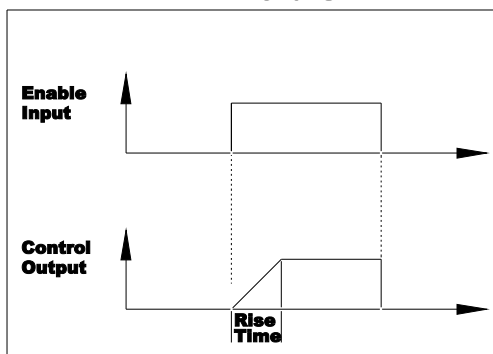 Enable
Input
Control
Output
Rise
Time